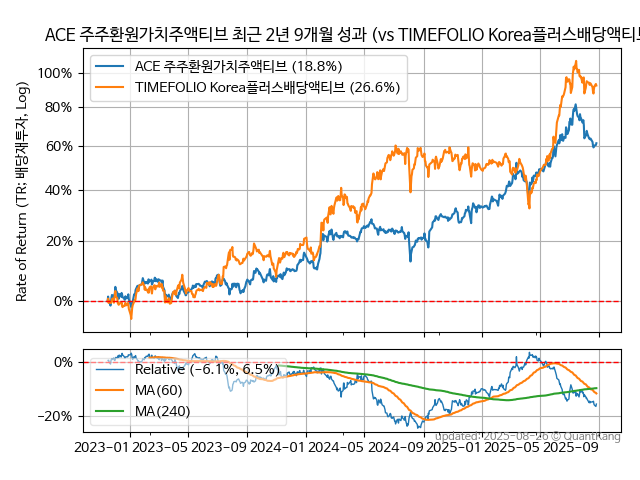 ACE 주주환원가치주액티브 최근 2년 9개월 성과 (vs TIMEFOLIO Korea플러스배당액티브
Rate of Return (TR: 배당재투자, Log)
100%
80%
60%
40%
20%
0%
ACE 주주환원가치주액티브 (18.8%)
TIMEFOLIO Korea플러스배당액티브 (26.6%)
0%
−20%
Relative (−6.1%, 6.5%)
MA(60)
MA(240)
updated: 2025-08-26 © QuantKang
2023−01 2023−05 2023−09 2024−01 2024−05 2024−09 2025−01 2025−05 2025−09